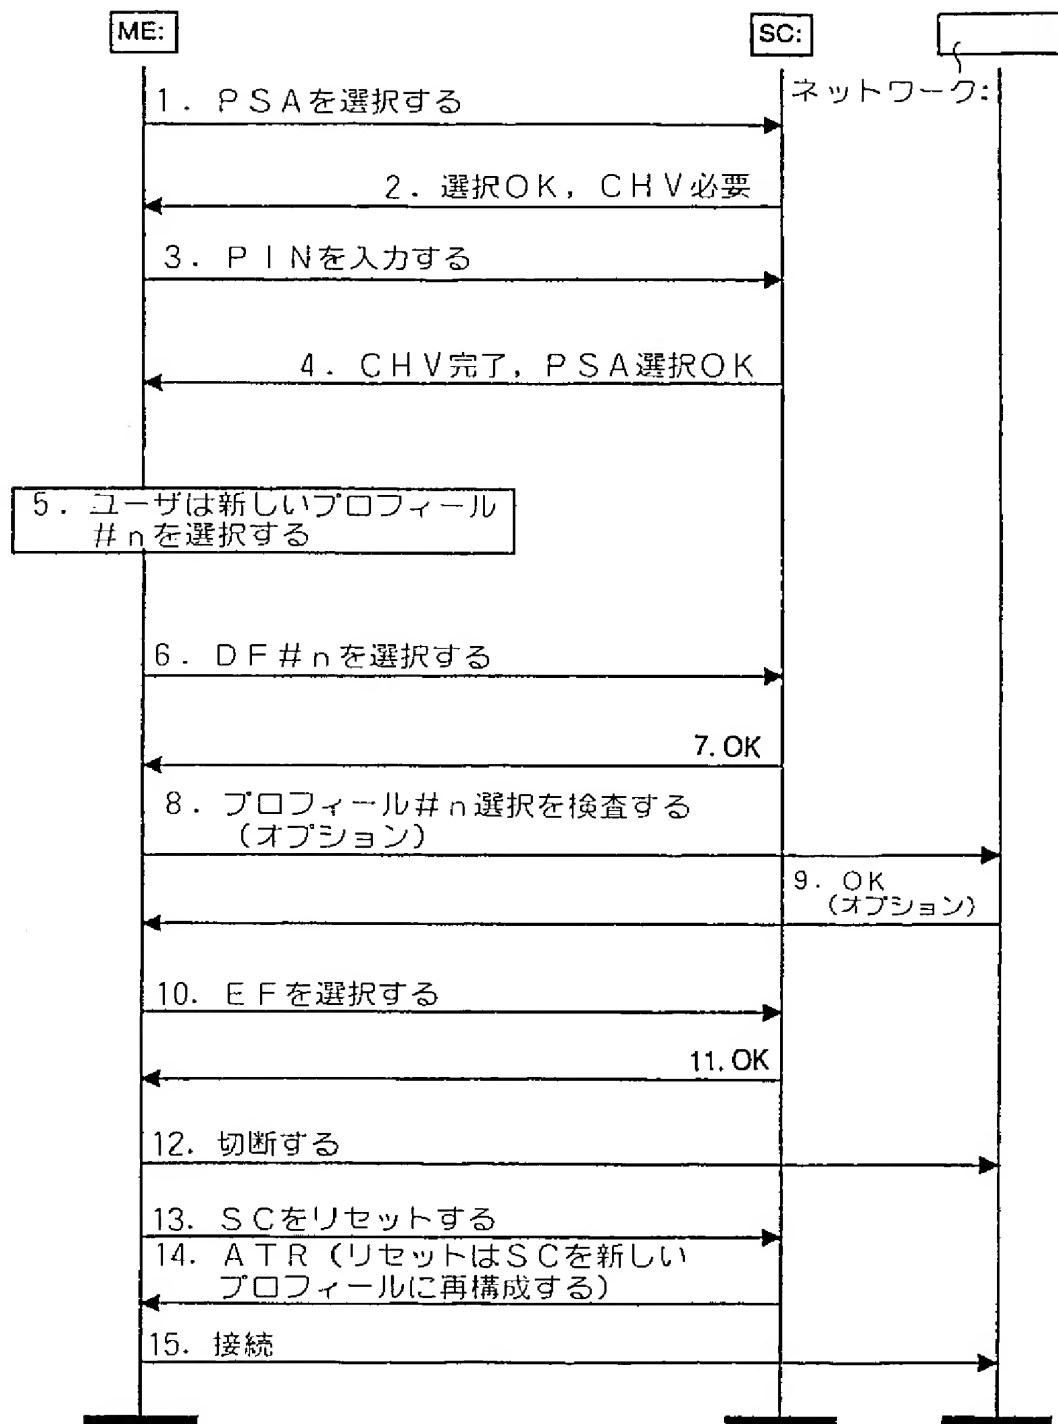 ME:
SC:
ネットワーク:
1. PSAを選択する
2. 選択OK, CHV必要
3. PINを入力する
4. CHV完了, PSA選択OK
5. ユーザは新しいプロフィール
#nを選択する
6. DF#nを選択する
7. OK
8. プロフィール#n選択を検査する
(オプション)
9. OK
(オプション)
10. EFを選択する
11. OK
12. 切断する
13. SCをリセットする
14. ATR(リセットはSCを新しい
プロフィールに再構成する)
15. 接続